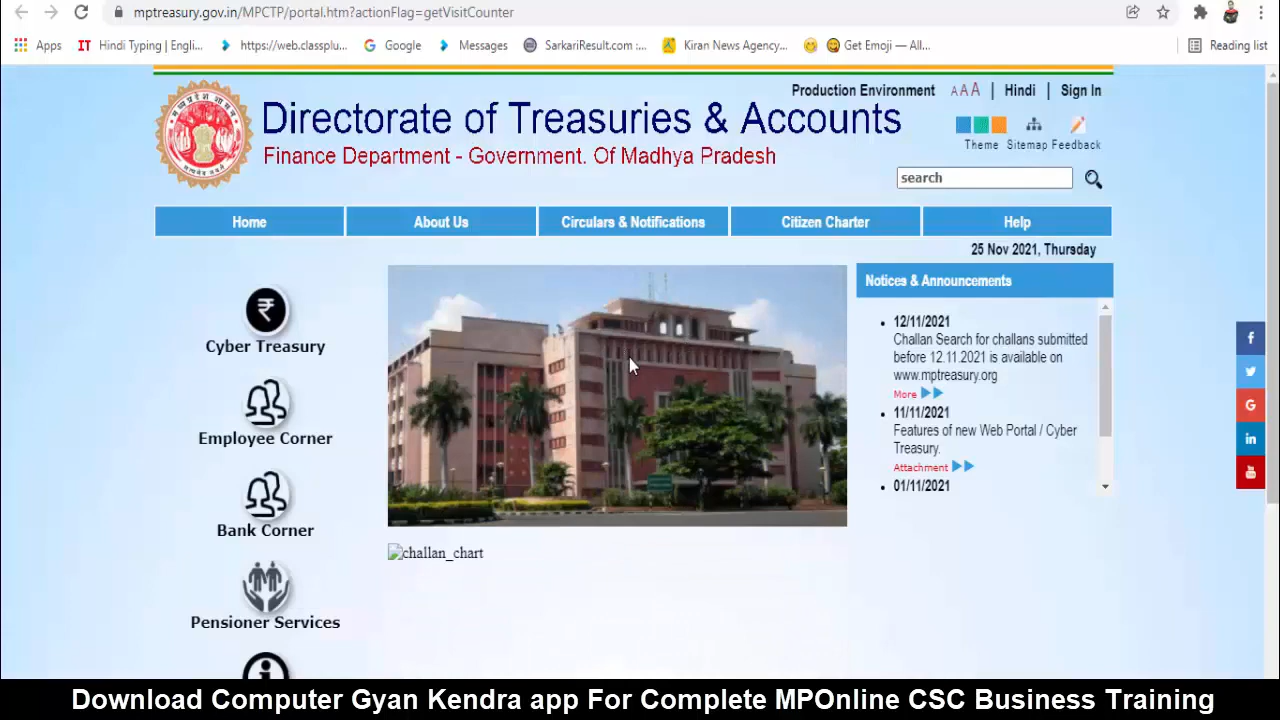 mptreasury.gov.in/MPCTP/portal.htm?actionFlag=getVisitCounter
Apps
Hindi Typing | Engli...
https://web.classplu...
Google
Messages
SarkariResult.com :...
Kiran News Agency...
Get Emoji — All...
Reading list
Production Environment
A A A | Hindi | Sign In
Directorate of Treasuries & Accounts
Finance Department - Government. Of Madhya Pradesh
Theme Sitemap Feedback
search
Home
About Us
Circulars & Notifications
Citizen Charter
Help
25 Nov 2021, Thursday
Cyber Treasury
Employee Corner
Bank Corner
Pensioner Services
challan_chart
Notices & Announcements
12/11/2021
Challan Search for challans submitted
before 12.11.2021 is available on
www.mptreasury.org
More
11/11/2021
Features of new Web Portal / Cyber
Treasury.
Attachment
01/11/2021
Download Computer Gyan Kendra app For Complete MPOnline CSC Business Training